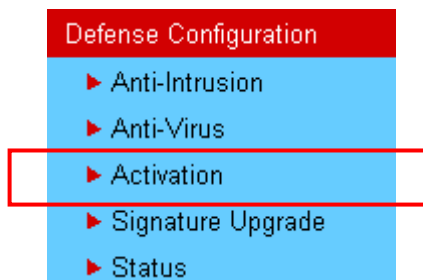 Defense Configuration
Anti-Intrusion
Anti-Virus
Activation
Signature Upgrade
Status